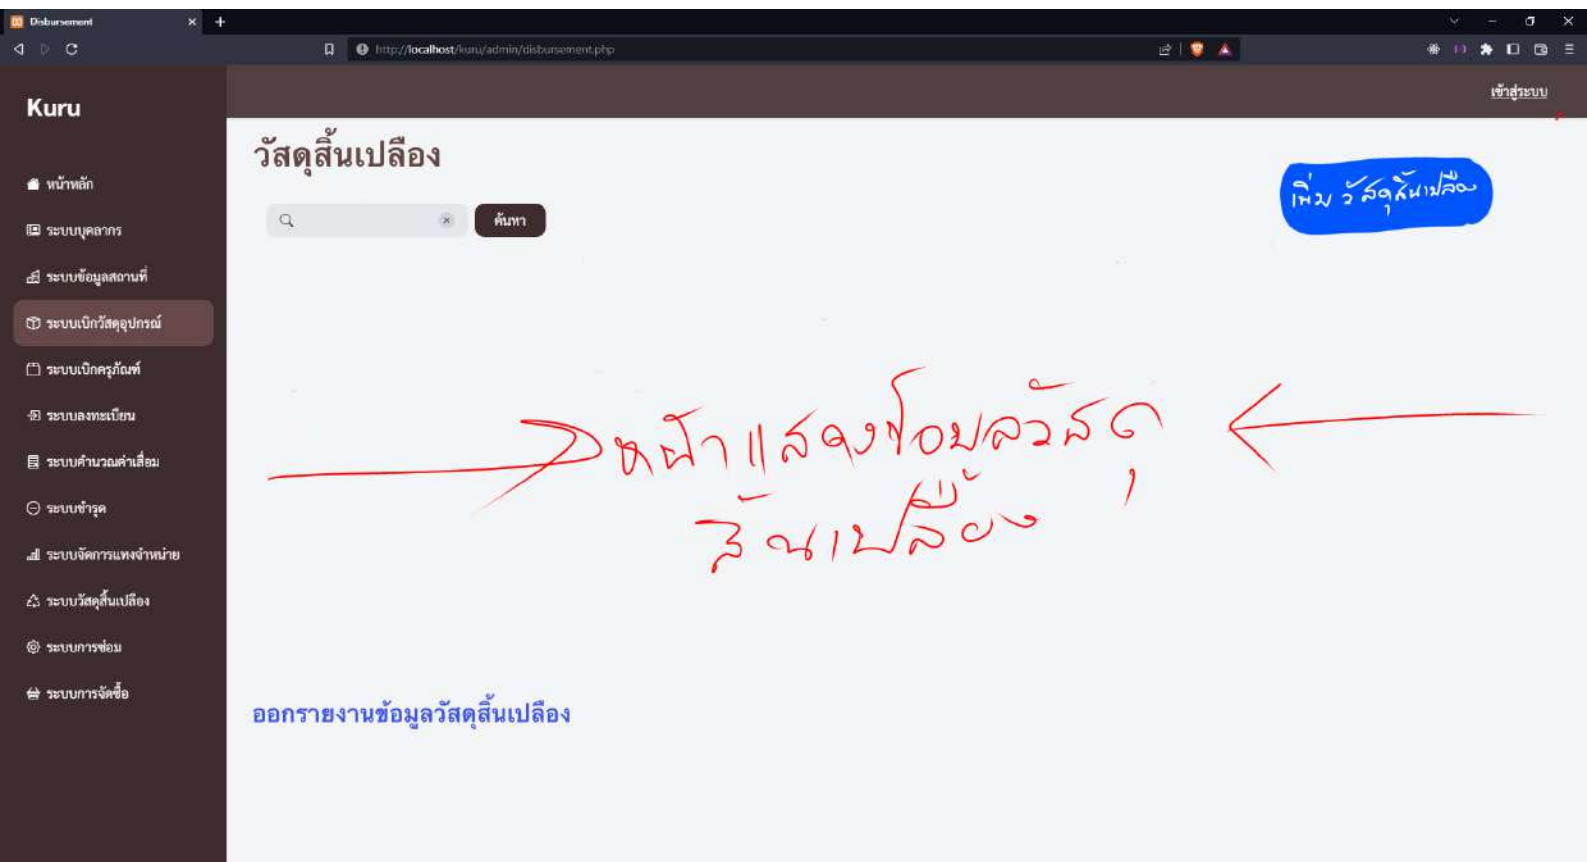 Disbursement
http://localhost/kuru/admin/disbursement.php
Kuru
เข้าสู่ระบบ
หน้าหลัก
ระบบบุคลากร
ระบบข้อมูลสถานที่
ระบบเบิกวัสดุอุปกรณ์
ระบบเบิกครุภัณฑ์
ระบบลงทะเบียน
ระบบคำนวณค่าเสื่อม
ระบบชำรุด
ระบบจัดการแทงจำหน่าย
ระบบวัสดุสิ้นเปลือง
ระบบการซ่อม
ระบบการจัดซื้อ
วัสดุสิ้นเปลือง
เพิ่มวัสดุสิ้นเปลือง
ค้นหา
หน้าแสดงข้อมูลวัสดุ
สิ้นเปลือง
ออกรายงานข้อมูลวัสดุสิ้นเปลือง